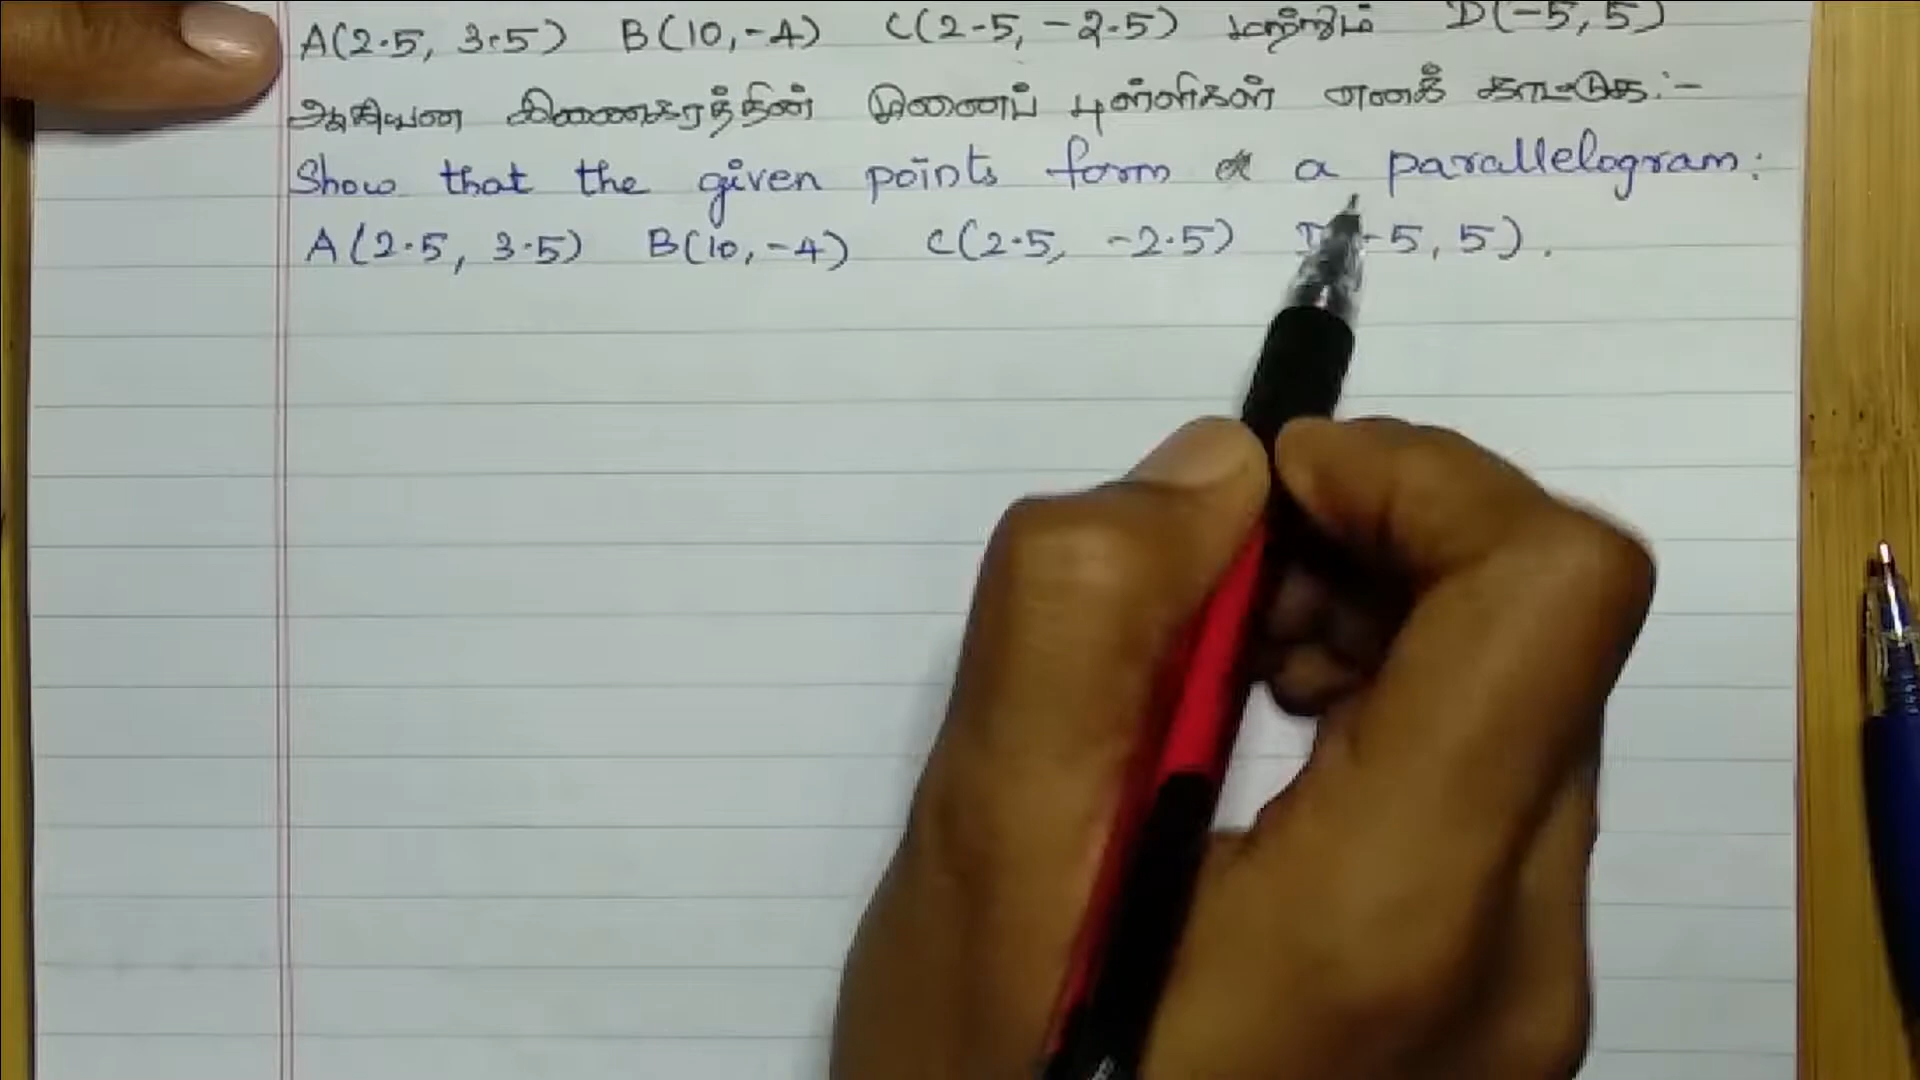 A(2.5, 3.5) B(10,-4) C(2-5, -2.5) மற்றும் D(-5, 5)
ஆகியன இணைகரத்தின் முனைப் புள்ளிகள் எனக் காட்டுக:-
Show that the given points form a parallelogram:
A(2.5, 3.5) B(10,-4) C(2.5, -2.5) -5, 5).